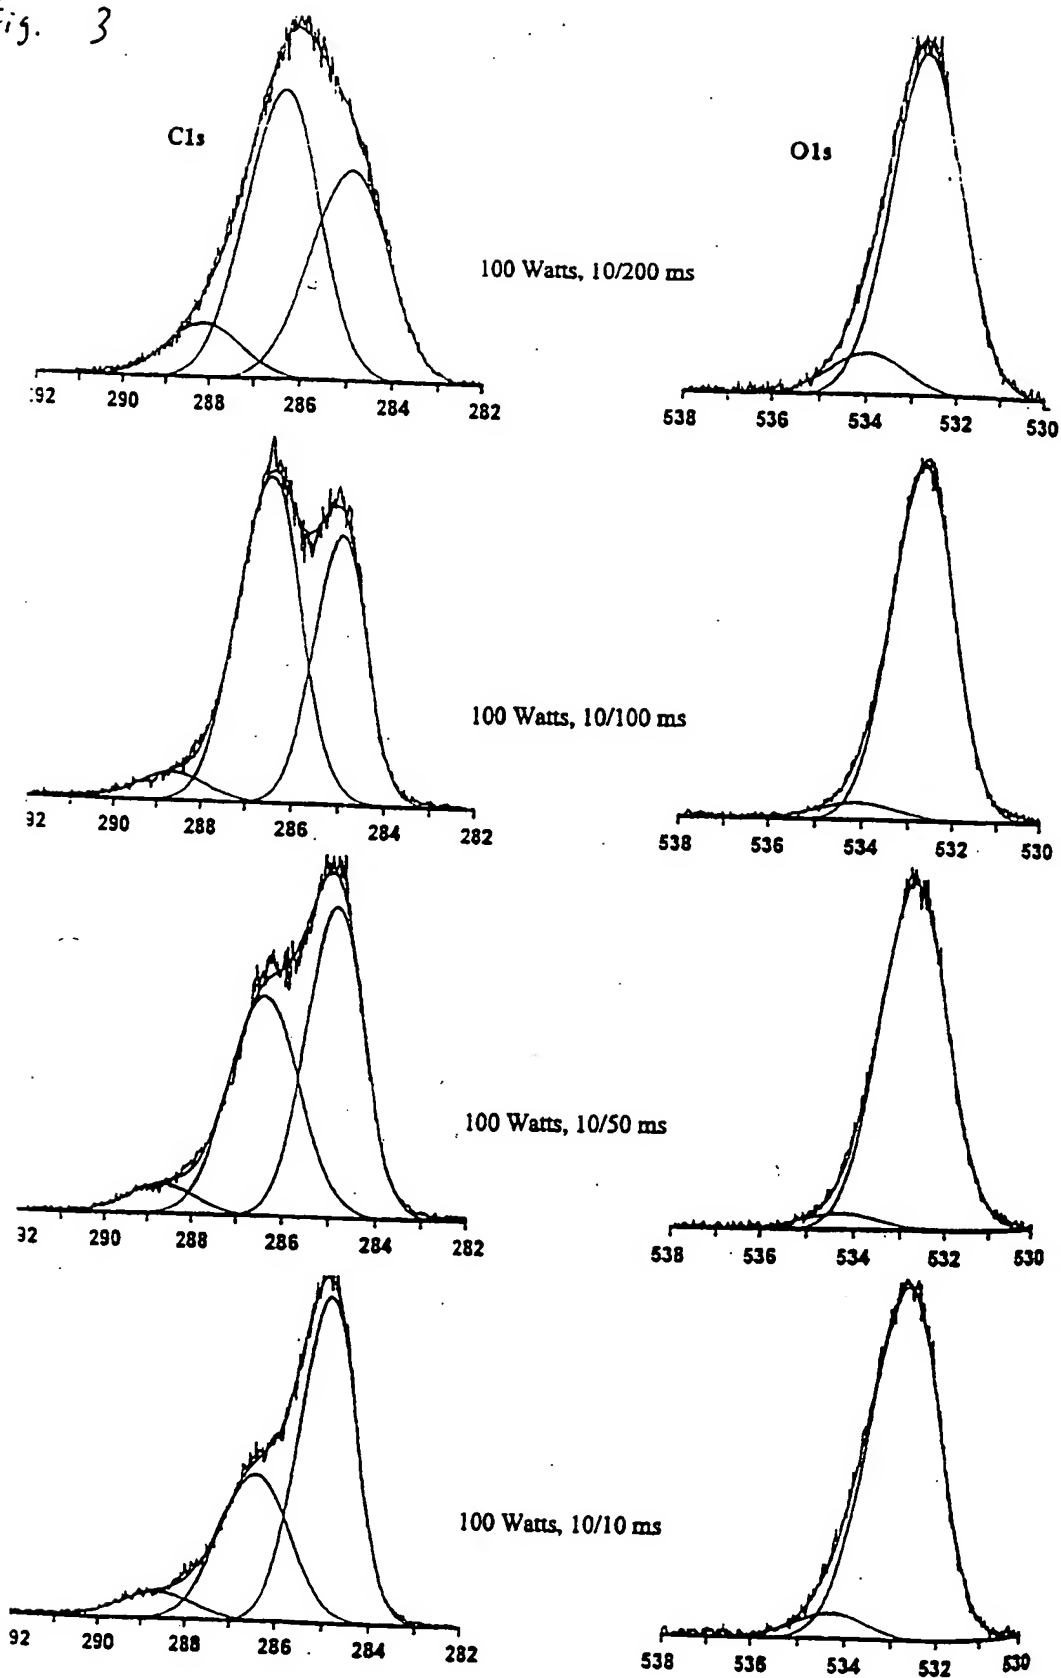 Fig. 3
C1s
O1s
100 Watts, 10/200 ms
:92 290 288 286 284 282
538 536 534 532 530
100 Watts, 10/100 ms
92 290 288 286 284 282
538 536 534 532 530
100 Watts, 10/50 ms
92 290 288 286 284 282
538 536 534 532 530
100 Watts, 10/10 ms
92 290 288 286 284 282
538 536 534 532 530